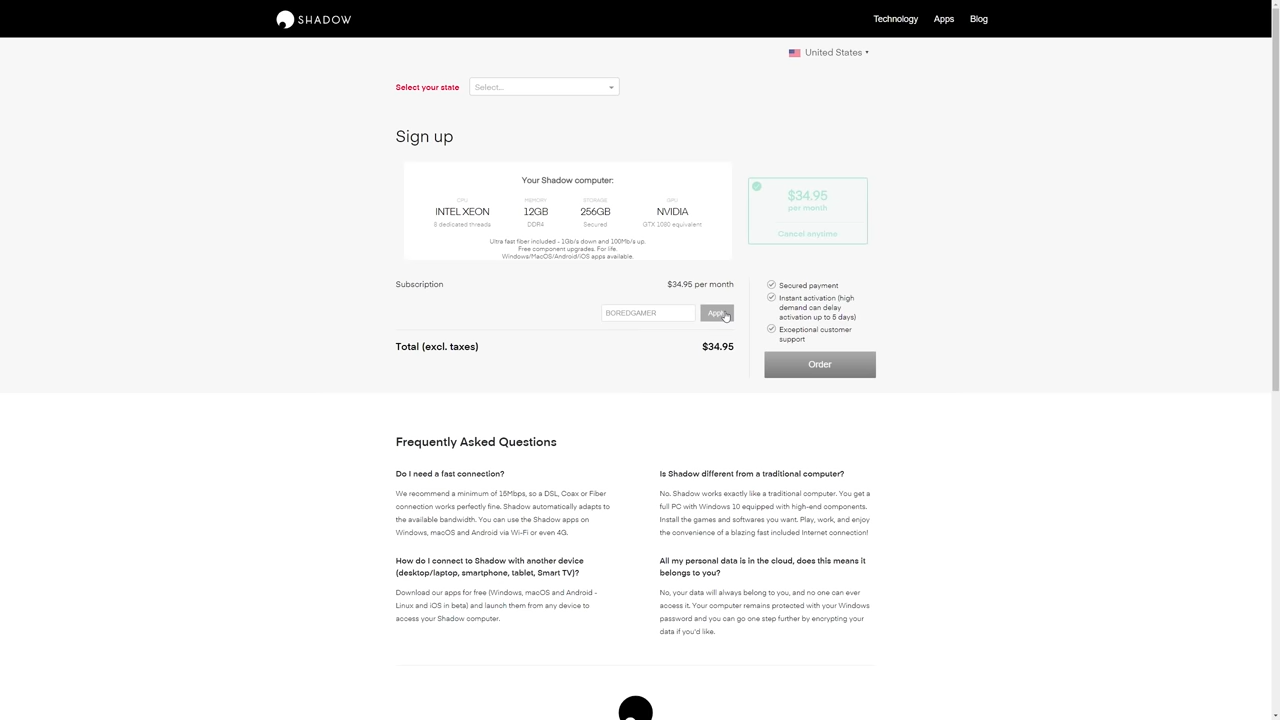 SHADOW
Technology Apps Blog
United States
Select your state Select...
Sign up
Your Shadow computer:
CPU MEMORY STORAGE GPU
INTEL XEON 12GB 256GB NVIDIA
8 dedicated threads DDR4 Secured GTX 1080 equivalent
Ultra fast fiber included - 1Gb/s down and 100Mb/s up.
Free component upgrades. For life.
Windows/MacOS/Android/iOS apps available.
$34.95
per month
Cancel anytime
Subscription $34.95 per month
BOREDGAMER
Total (excl. taxes) $34.95
Secured payment
Instant activation (high
demand can delay
activation up to 5 days)
Exceptional customer
support
Order
Frequently Asked Questions
Do I need a fast connection?
We recommend a minimum of 15Mbps, so a DSL, Coax or Fiber
connection works perfectly fine. Shadow automatically adapts to
the available bandwidth. You can use the Shadow apps on
Windows, macOS and Android via Wi-Fi or even 4G.
Is Shadow different from a traditional computer?
No. Shadow works exactly like a traditional computer. You get a
full PC with Windows 10 equipped with high-end components.
Install the games and softwares you want. Play, work, and enjoy
the convenience of a blazing fast included Internet connection!
How do I connect to Shadow with another device
(desktop/laptop, smartphone, tablet, Smart TV)?
Download our apps for free (Windows, macOS and Android -
Linux and iOS in beta) and launch them from any device to
access your Shadow computer.
All my personal data is in the cloud, does this means it
belongs to you?
No, your data will always belong to you, and no one can ever
access it. Your computer remains protected with your Windows
password and you can go one step further by encrypting your
data if you'd like.